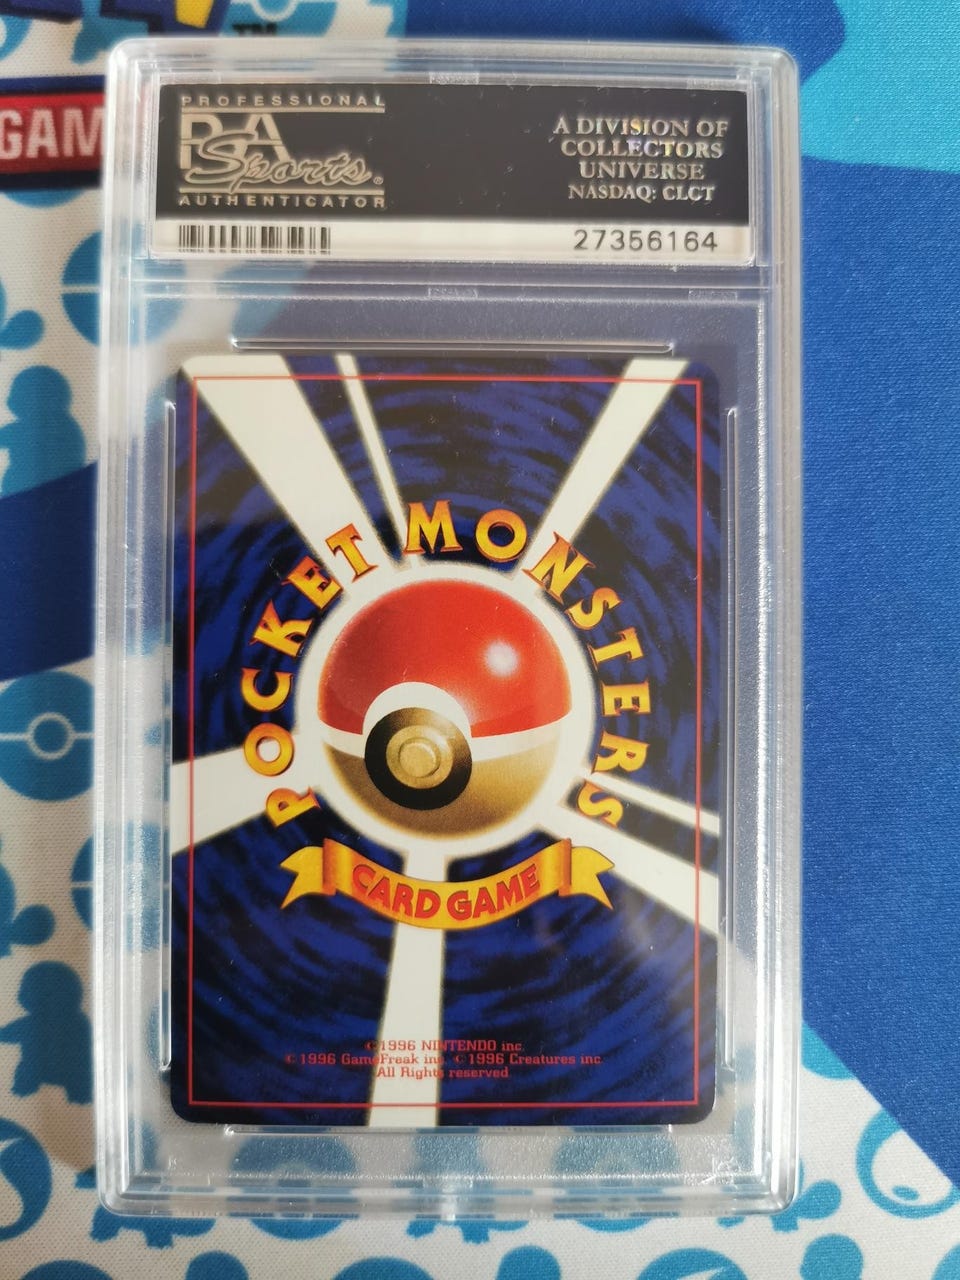 TM
GAM
PROFESSIONAL
PSA
Sports®
AUTHENTICATOR
A DIVISION OF
COLLECTORS
UNIVERSE
NASDAQ: CLCT
27356164
POCKET MONSTERS
CARD GAME
©1996 NINTENDO inc.
©1996 GameFreak inc. ©1996 Creatures inc.
All Rights reserved.